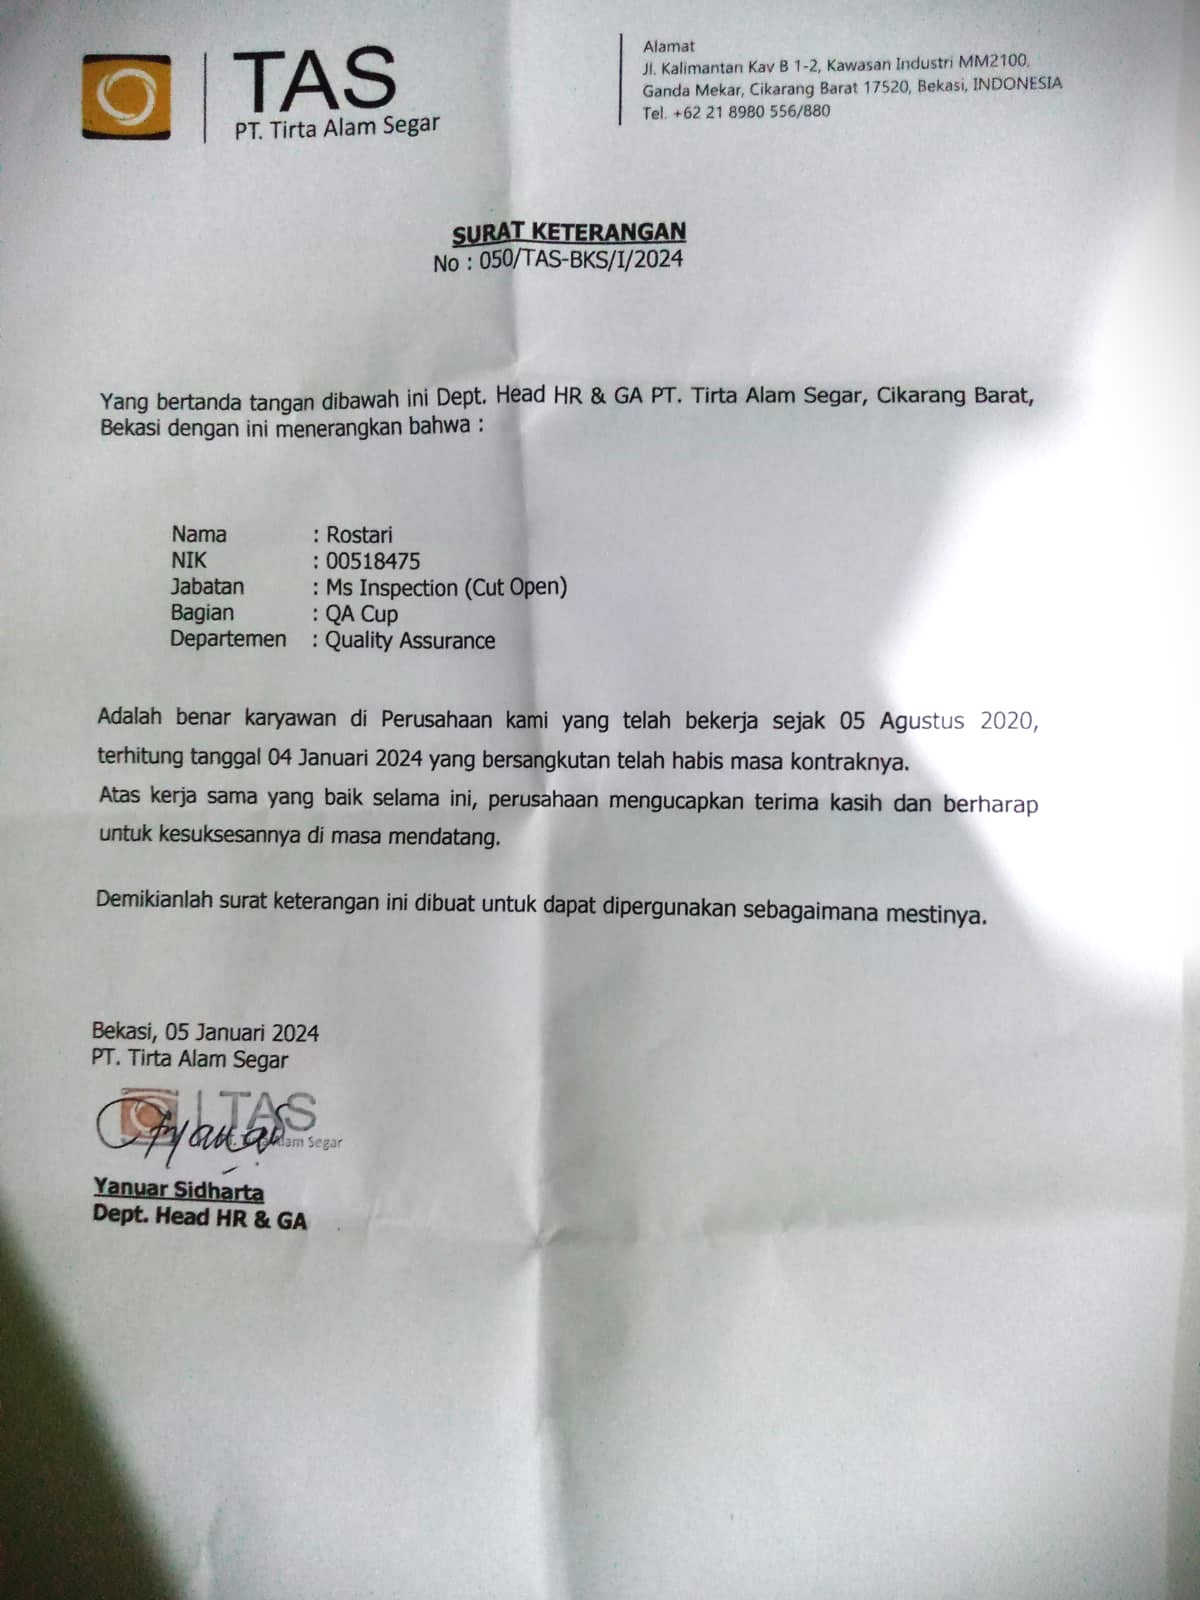 TAS
PT. Tirta Alam Segar
Alamat
Jl. Kalimantan Kav B 1-2, Kawasan Industri MM2100,
Ganda Mekar, Cikarang Barat 17520, Bekasi, INDONESIA
Tel. +62 21 8980 556/880
SURAT KETERANGAN
No : 050/TAS-BKS/I/2024
Yang bertanda tangan dibawah ini Dept. Head HR & GA PT. Tirta Alam Segar, Cikarang Barat,
Bekasi dengan ini menerangkan bahwa :
Nama : Rostari
NIK : 00518475
Jabatan : Ms Inspection (Cut Open)
Bagian : QA Cup
Departemen : Quality Assurance
Adalah benar karyawan di Perusahaan kami yang telah bekerja sejak 05 Agustus 2020,
terhitung tanggal 04 Januari 2024 yang bersangkutan telah habis masa kontraknya.
Atas kerja sama yang baik selama ini, perusahaan mengucapkan terima kasih dan berharap
untuk kesuksesannya di masa mendatang.
Demikianlah surat keterangan ini dibuat untuk dapat dipergunakan sebagaimana mestinya.
Bekasi, 05 Januari 2024
PT. Tirta Alam Segar
TAS
Alam Segar
Yanuar Sidharta
Dept. Head HR & GA